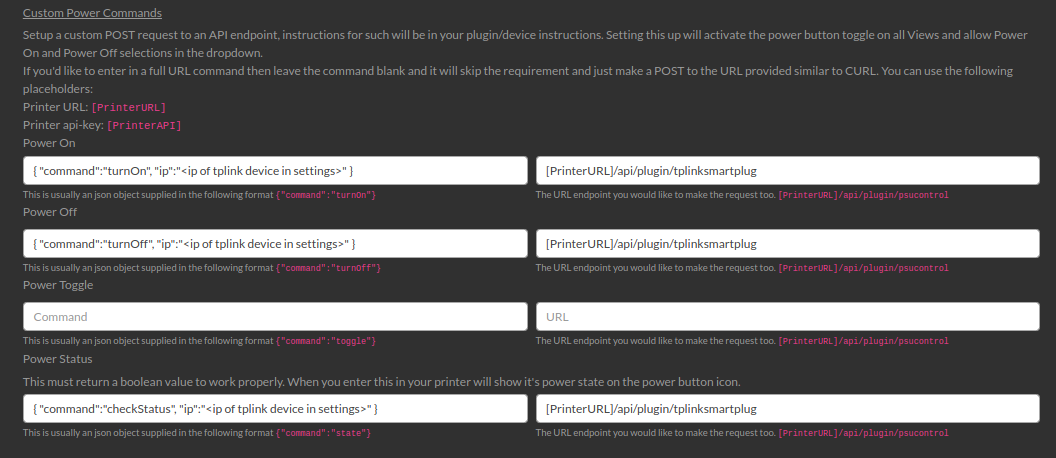 Custom Power Commands
Setup a custom POST request to an API endpoint, instructions for such will be in your plugin/device instructions. Setting this up will activate the power button toggle on all Views and allow Power
On and Power Off selections in the dropdown.
If you'd like to enter in a full URL command then leave the command blank and it will skip the requirement and just make a POST to the URL provided similar to CURL. You can use the following
placeholders:
Printer URL: [PrinterURL]
Printer api-key: [PrinterAPI]
Power On
{ "command":"turnOn", "ip":"<ip of tplink device in settings>" } [PrinterURL]/api/plugin/tplinksmartplug
This is usually an json object supplied in the following format {"command":"turnOn"} The URL endpoint you would like to make the request too. [PrinterURL]/api/plugin/psucontrol
Power Off
{ "command":"turnOff", "ip":"<ip of tplink device in settings>" } [PrinterURL]/api/plugin/tplinksmartplug
This is usually an json object supplied in the following format {"command":"turnOff"} The URL endpoint you would like to make the request too. [PrinterURL]/api/plugin/psucontrol
Power Toggle
Command URL
This is usually an json object supplied in the following format {"command":"toggle"} The URL endpoint you would like to make the request too. [PrinterURL]/api/plugin/psucontrol
Power Status
This must return a boolean value to work properly. When you enter this in your printer will show it's power state on the power button icon.
{ "command":"checkStatus", "ip":"<ip of tplink device in settings>" } [PrinterURL]/api/plugin/tplinksmartplug
This is usually an json object supplied in the following format {"command":"state"} The URL endpoint you would like to make the request too. [PrinterURL]/api/plugin/psucontrol